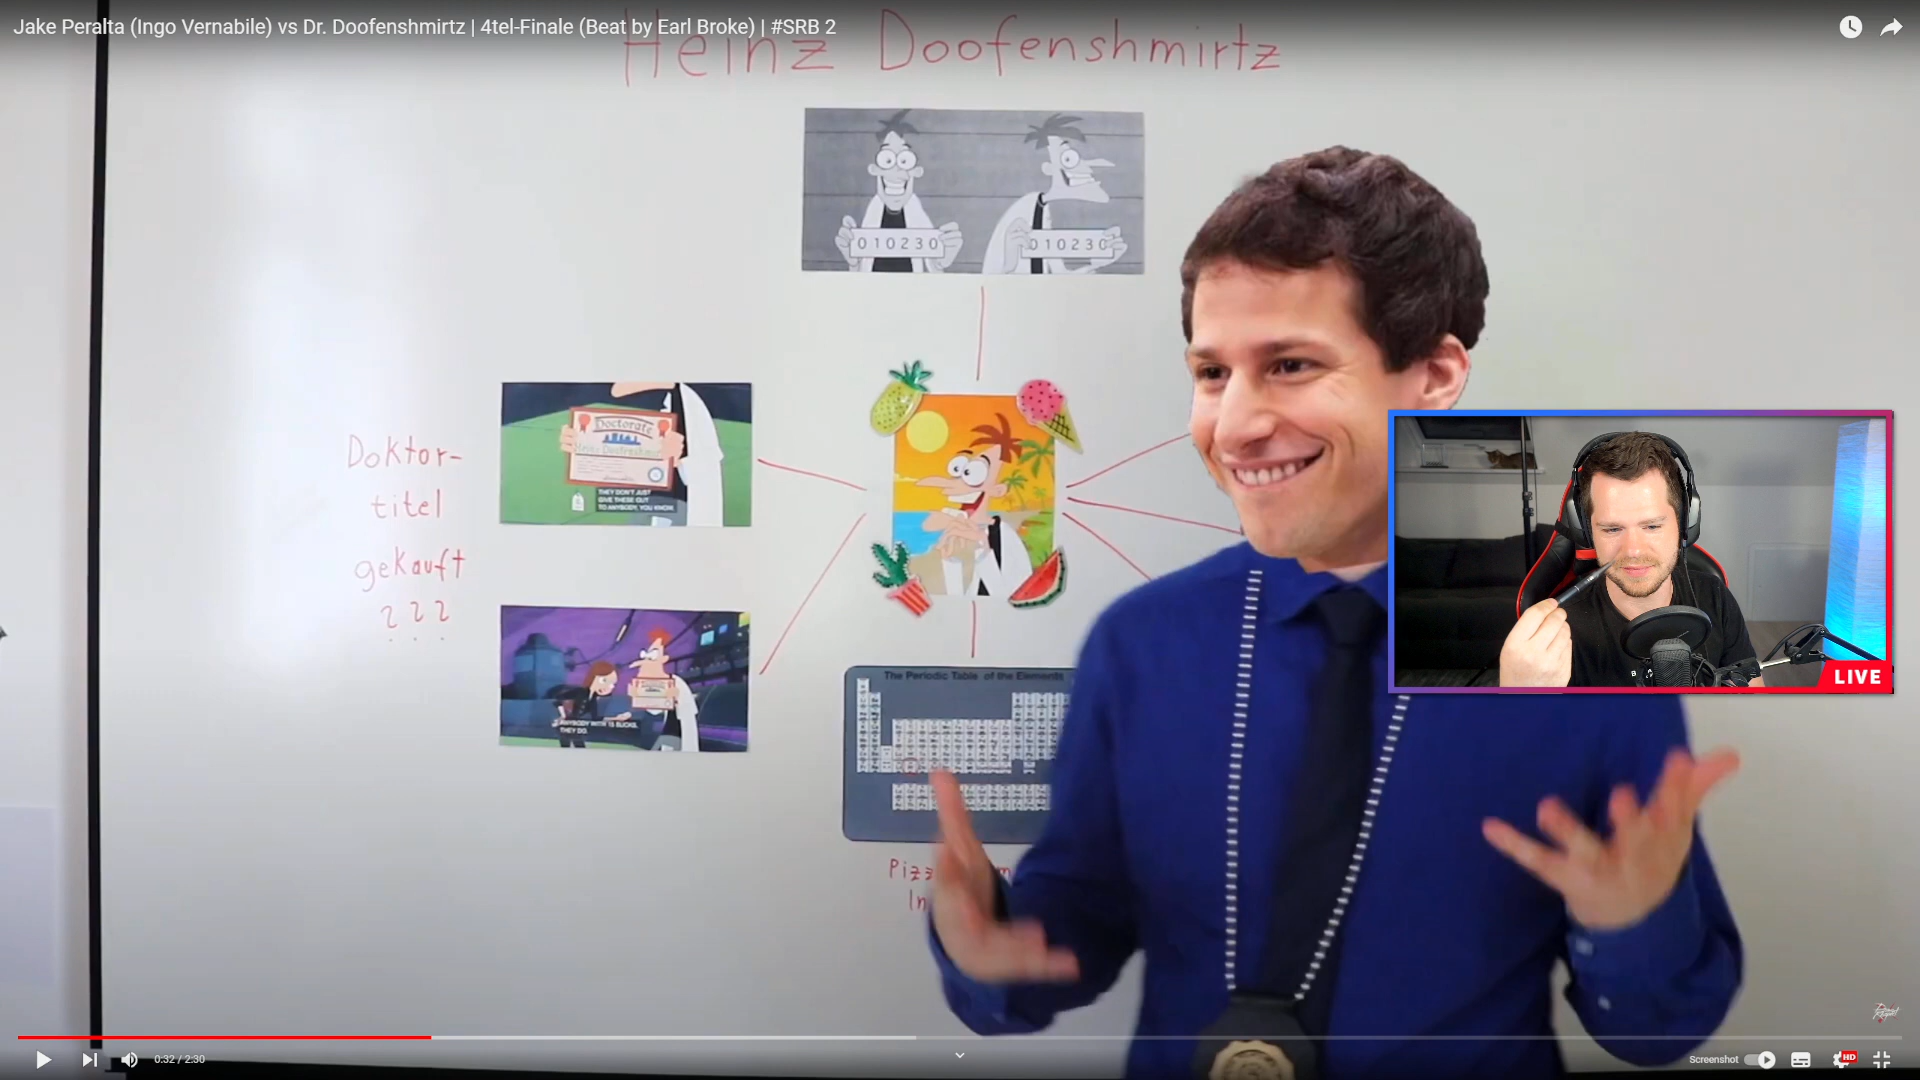 Jake Peralta (Ingo Vernabile) vs Dr. Doofenshmirtz | 4tel-Finale (Beat by Earl Broke) | #SRB 2
Heinz Doofenshmirtz
010230
010230
Doktor-
titel
gekauft
???
Doctorate
THEY DON'T JUST
GIVE THESE OUT
TO ANYBODY, YOU KNOW.
ANYBODY WITH 15 BUCKS,
THEY DO.
The Periodic Table of the Elements
LIVE
0:32 / 2:30
Screenshot
HD